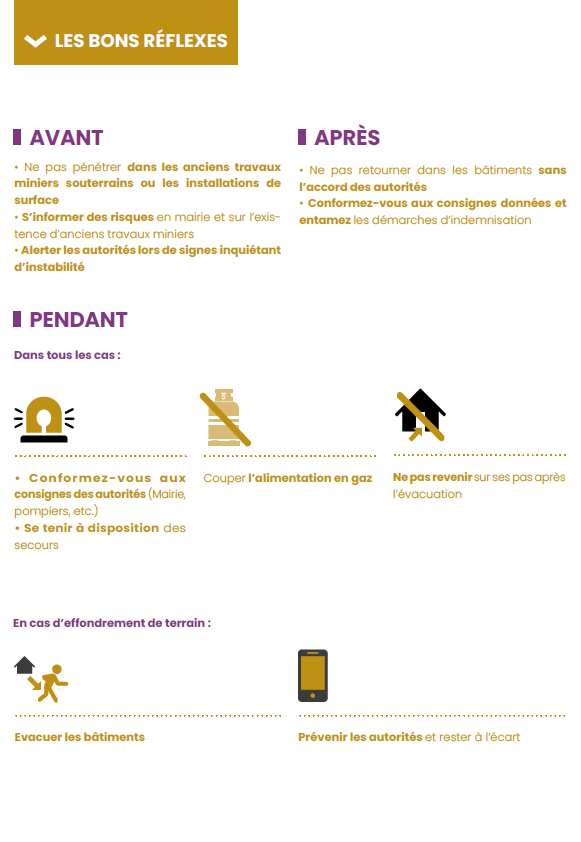 LES BONS RÉFLEXES
AVANT
• Ne pas pénétrer dans les anciens travaux
miniers souterrains ou les installations de
surface
• S’informer des risques en mairie et sur l’exis-
tence d’anciens travaux miniers
• Alerter les autorités lors de signes inquiétant
d’instabilité
APRÈS
• Ne pas retourner dans les bâtiments sans
l’accord des autorités
• Conformez-vous aux consignes données et
entamez les démarches d’indemnisation
PENDANT
Dans tous les cas :
• Conformez-vous aux
consignes des autorités (Mairie,
pompiers, etc.)
• Se tenir à disposition des
secours
Couper l’alimentation en gaz
Ne pas revenir sur ses pas après
l’évacuation
En cas d’effondrement de terrain :
Evacuer les bâtiments
Prévenir les autorités et rester à l’écart